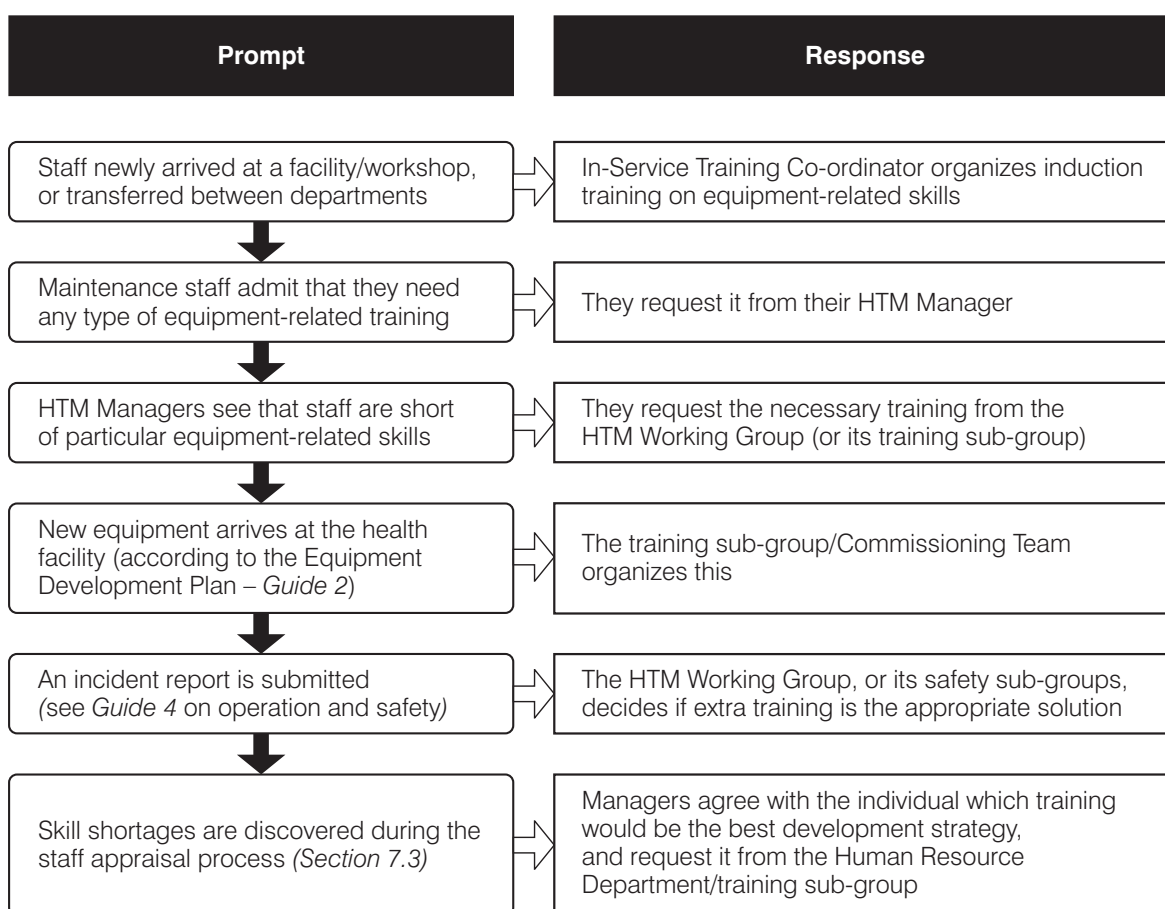 Prompt
Response
Staff newly arrived at a facility/workshop,
or transferred between departments
In-Service Training Co-ordinator organizes induction
training on equipment-related skills
Maintenance staff admit that they need
any type of equipment-related training
They request it from their HTM Manager
HTM Managers see that staff are short
of particular equipment-related skills
They request the necessary training from the
HTM Working Group (or its training sub-group)
New equipment arrives at the health
facility (according to the Equipment
Development Plan – Guide 2)
The training sub-group/Commissioning Team
organizes this
An incident report is submitted
(see Guide 4 on operation and safety)
The HTM Working Group, or its safety sub-groups,
decides if extra training is the appropriate solution
Skill shortages are discovered during the
staff appraisal process (Section 7.3)
Managers agree with the individual which training
would be the best development strategy,
and request it from the Human Resource
Department/training sub-group